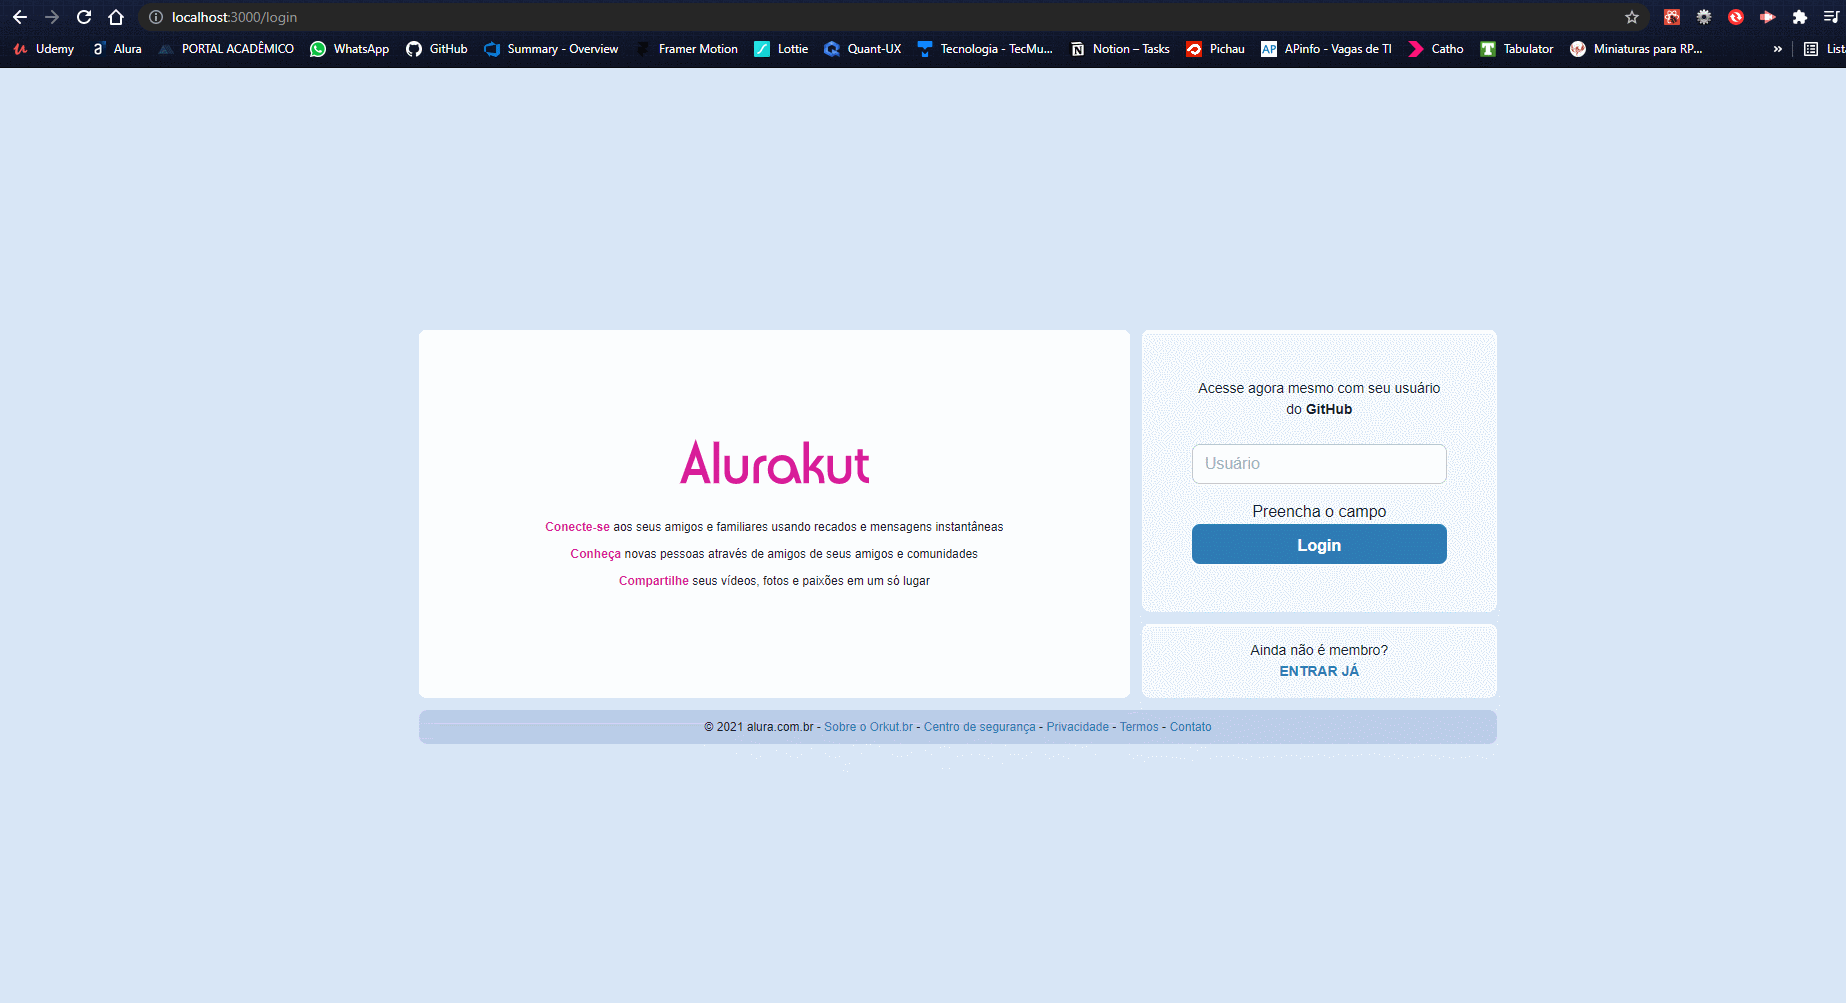 localhost:3000/login
Udemy Alura PORTAL ACADÊMICO WhatsApp GitHub Summary - Overview Framer Motion Lottie Quant-UX Tecnologia - TecMu... Notion – Tasks Pichau APinfo - Vagas de TI Catho Tabulator Miniaturas para RP... » List
Alurakut
Conecte-se aos seus amigos e familiares usando recados e mensagens instantâneas
Conheça novas pessoas através de amigos de seus amigos e comunidades
Compartilhe seus vídeos, fotos e paixões em um só lugar
Acesse agora mesmo com seu usuário
do GitHub
Usuário
Preencha o campo
Login
Ainda não é membro?
ENTRAR JÁ
© 2021 alura.com.br - Sobre o Orkut.br - Centro de segurança - Privacidade - Termos - Contato